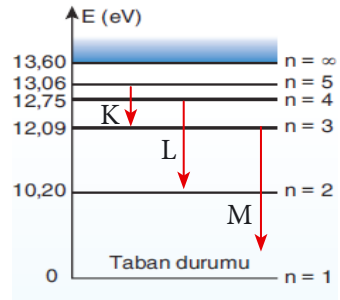 E (eV)
13,60 n = ∞
13,06 n = 5
12,75 n = 4
K
12,09 n = 3
L
10,20 n = 2
M
Taban durumu
0 n = 1